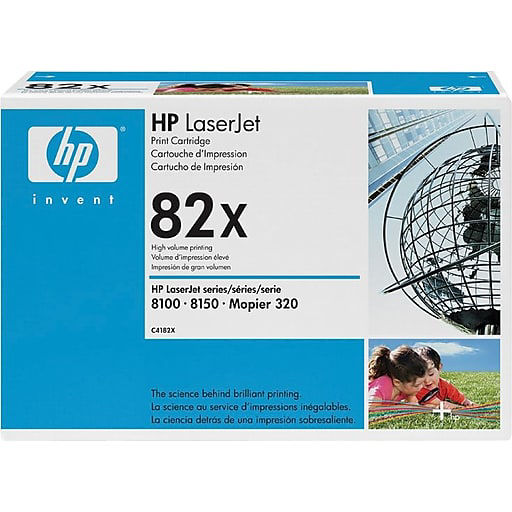 82x
hp
®
invent
HP LaserJet
Print Cartridge
Cartouche d'Impression
Cartucho de Impresión
82x
High volume printing
Volume d'impression élevé
Impresión de gran volumen
HP LaserJet series/séries/serie
8100 · 8150 · Mopier 320
C4182X
The science behind brilliant printing.
La science au service d'impressions inégalables.
La ciencia detrás de una impresión sobresaliente.
+ hp